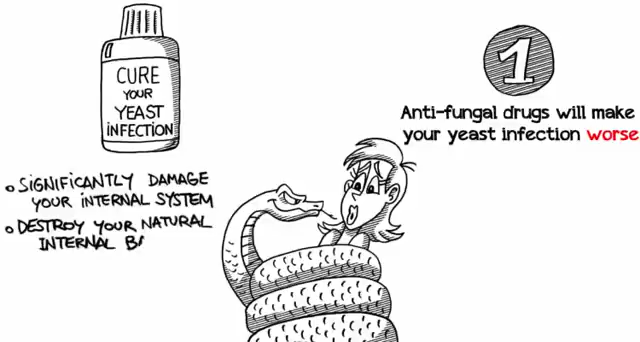 CURE
YOUR
YEAST
INFECTION
SIGNIFICANTLY DAMAGE
YOUR INTERNAL SYSTEM
DESTROY YOUR NATURAL
INTERNAL
1
Anti-fungal drugs will make
your yeast infection worse